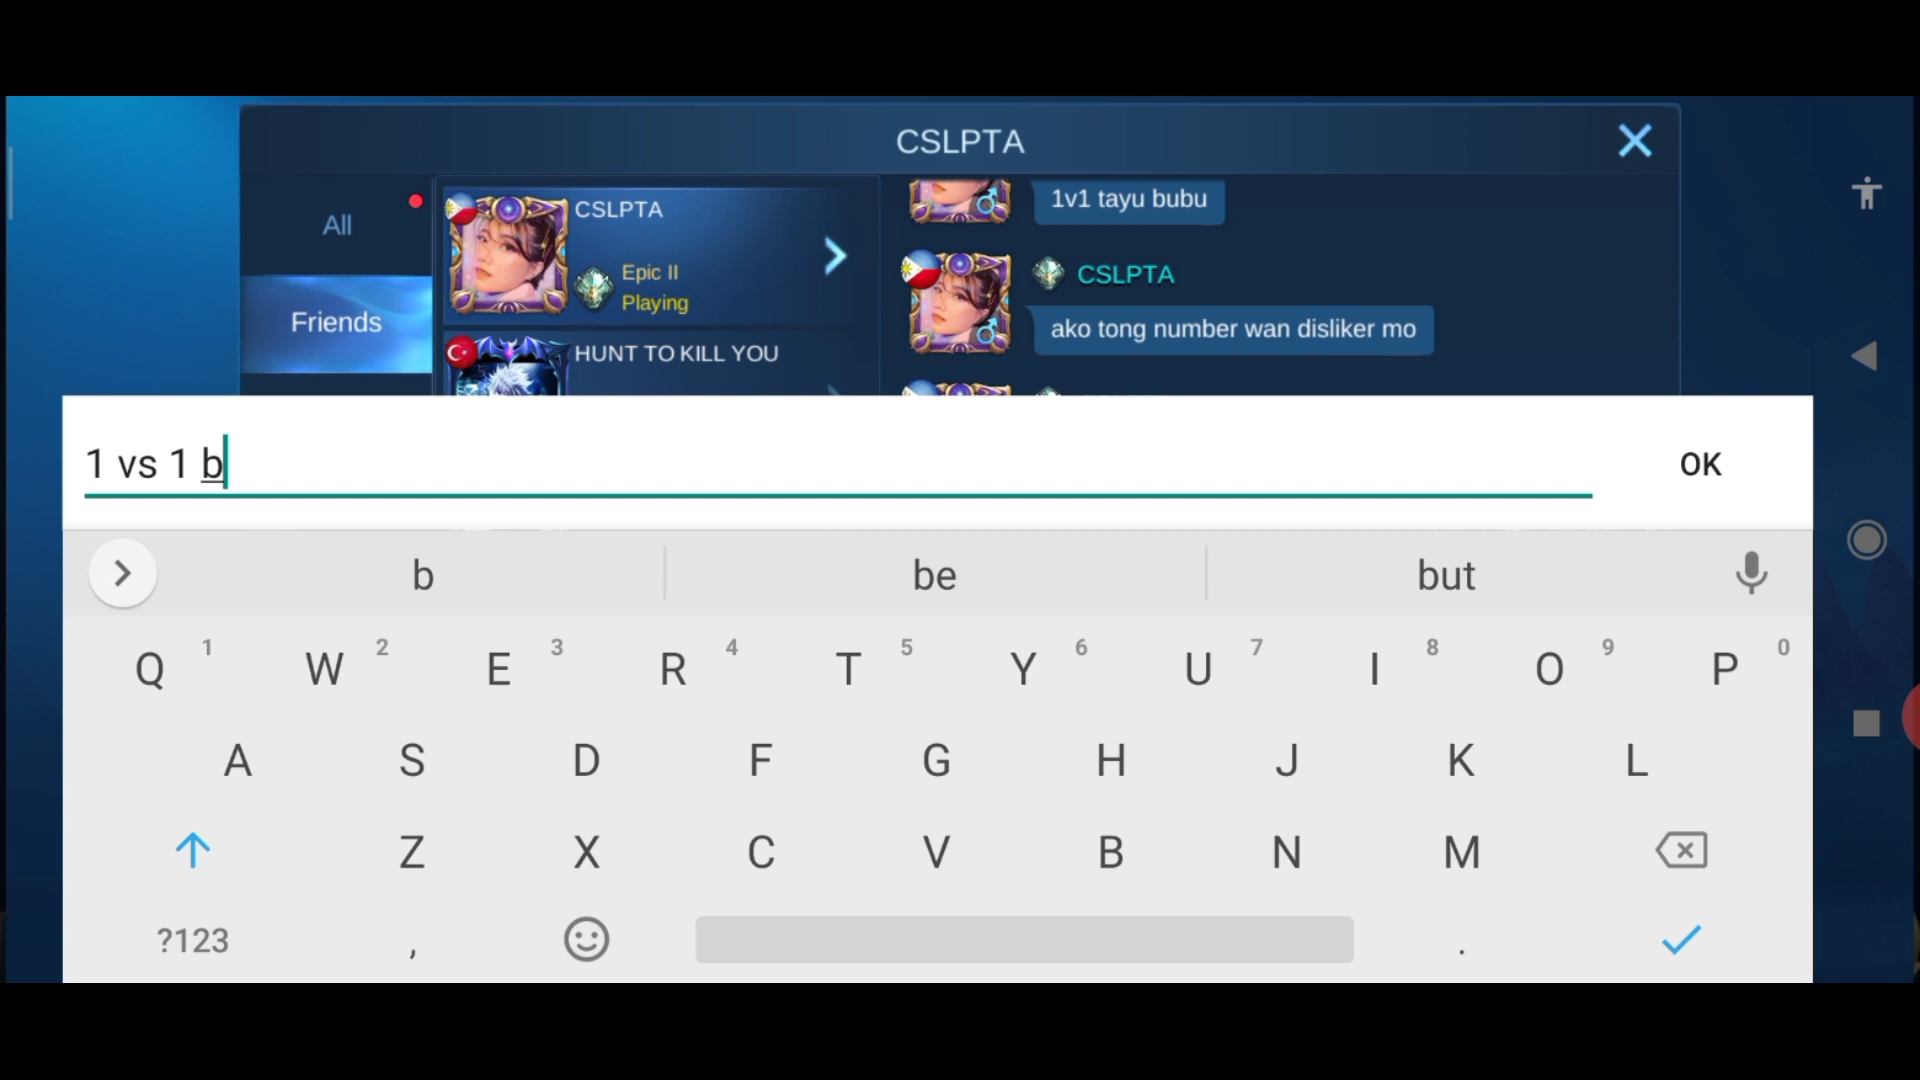 CSLPTA
All
Friends
CSLPTA
Epic II
Playing
HUNT TO KILL YOU
1v1 tayu bubu
CSLPTA
ako tong number wan disliker mo
1 vs 1 b
OK
b be but
Q 1 W 2 E 3 R 4 T 5 Y 6 U 7 I 8 O 9 P 0
A S D F G H J K L
Z X C V B N M
?123 , .